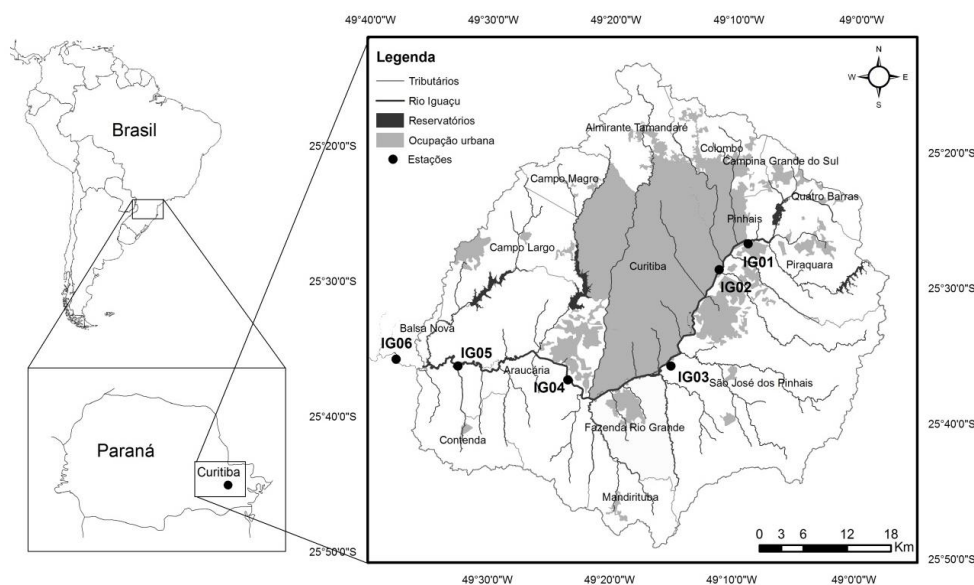 49°40'0"W
49°30'0"W
49°20'0"W
49°10'0"W
49°0'0"W
Legenda
Tributários
Rio Iguaçu
Reservatórios
Ocupação urbana
Estações
N
W
E
S
Brasil
25°20'0"S
25°20'0"S
Almirante Tamandaré
Colombo
Campina Grande do Sul
Campo Magro
Quatro Barras
Pinhais
Campo Largo
Curitiba
IG01
Piraquara
IG02
25°30'0"S
25°30'0"S
Balsa Nova
IG06
IG05
Araucária
IG04
IG03
São José dos Pinhais
Fazenda Rio Grande
25°40'0"S
25°40'0"S
Contenda
Paraná
Curitiba
Mandirituba
0 3 6 12 18
Km
25°50'0"S
25°50'0"S
49°30'0"W
49°20'0"W
49°10'0"W
49°0'0"W